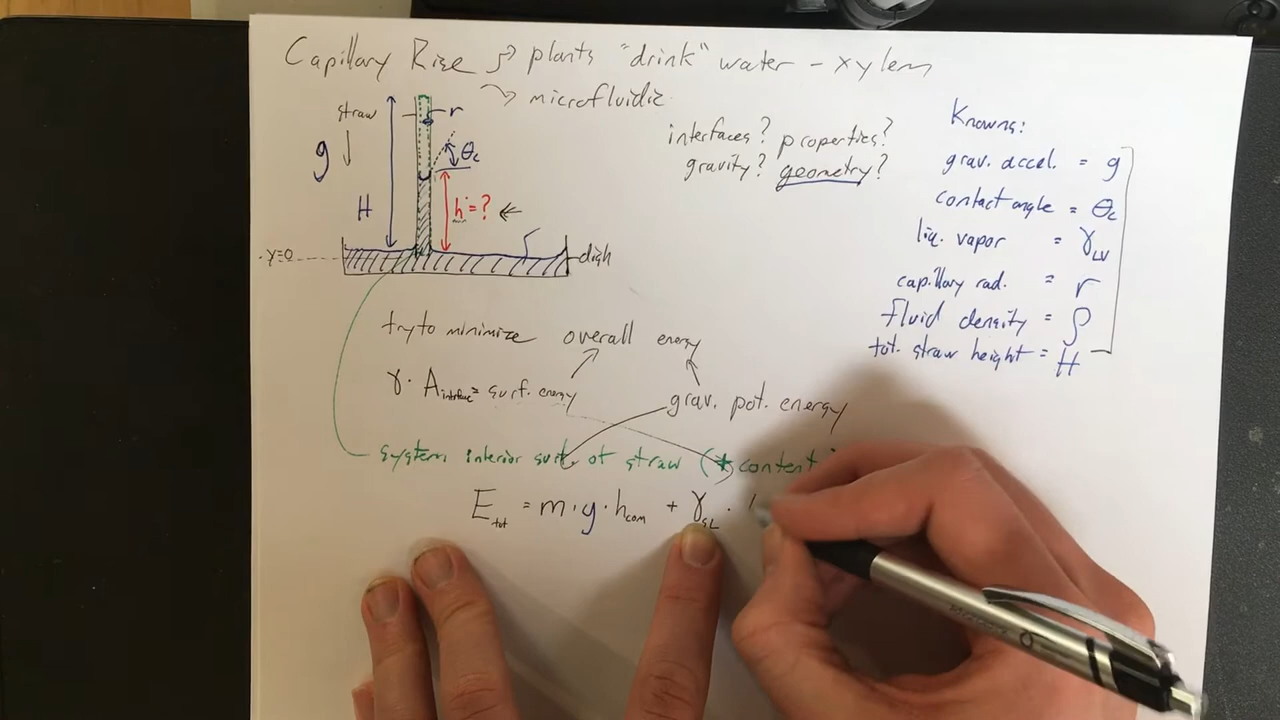 Capillary Rise → plants "drink" water - xylem
→ microfluidic
straw
r
g
θc
H
h = ?
y=0
dish
interfaces? properties?
gravity? geometry?
Knowns:
grav. accel. = g
contact angle = θc
liq. vapor = γLV
capillary rad. = r
fluid density = ρ
tot. straw height = H
try to minimize overall energy
γ · Ainterface = surf. energy
grav. pot. energy
system interior surf. of straw (* content
Etot = m · g · hcom + γSL ·